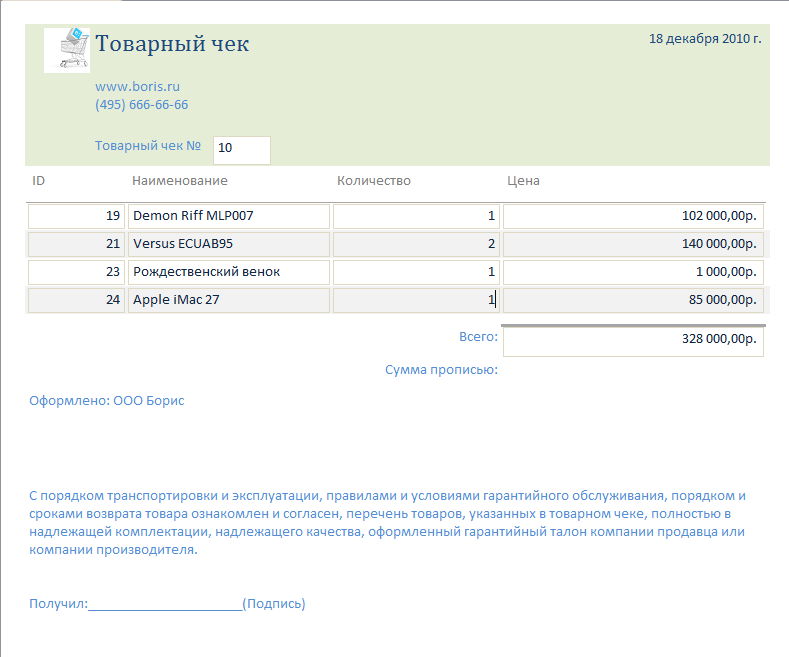 Товарный чек
18 декабря 2010 г.
www.boris.ru
(495) 666-66-66
Товарный чек № 10
ID Наименование Количество Цена
19 Demon Riff MLP007 1 102 000,00р.
21 Versus ECUAB95 2 140 000,00р.
23 Рождественский венок 1 1 000,00р.
24 Apple iMac 27 1 85 000,00р.
Всего: 328 000,00р.
Сумма прописью:
Оформлено: ООО Борис
С порядком транспортировки и эксплуатации, правилами и условиями гарантийного обслуживания, порядком и
сроками возврата товара ознакомлен и согласен, перечень товаров, указанных в товарном чеке, полностью в
надлежащей комплектации, надлежащего качества, оформленный гарантийный талон компании продавца или
компании производителя.
Получил:______________________(Подпись)